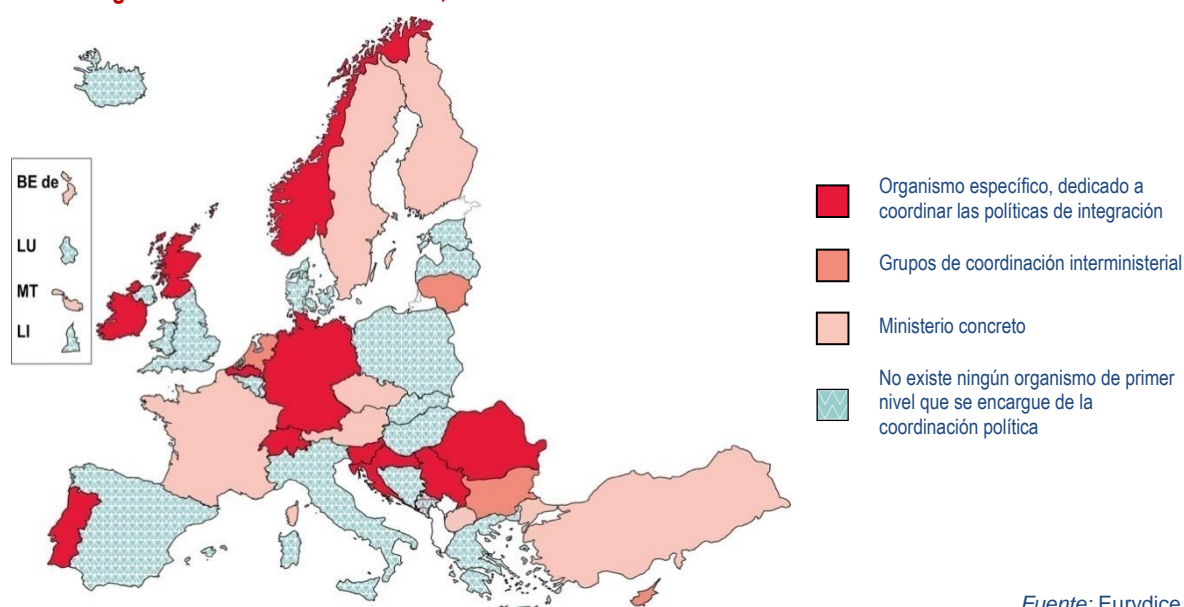 BE de
LU
MT
LI
Organismo específico, dedicado a
coordinar las políticas de integración
Grupos de coordinación interministerial
Ministerio concreto
No existe ningún organismo de primer
nivel que se encargue de la
coordinación política
Fuente: Eurydice